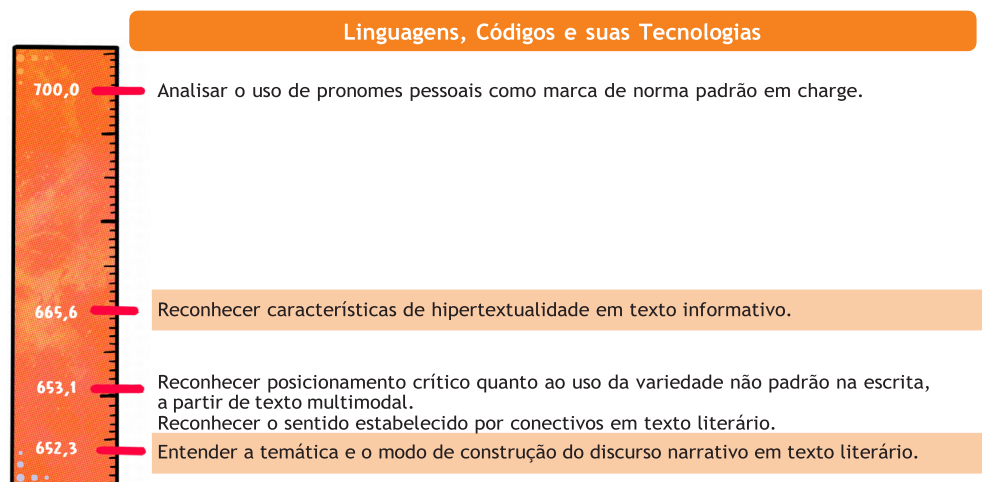 Linguagens, Códigos e suas Tecnologias
700,0 Analisar o uso de pronomes pessoais como marca de norma padrão em charge.
665,6 Reconhecer características de hipertextualidade em texto informativo.
653,1 Reconhecer posicionamento crítico quanto ao uso da variedade não padrão na escrita,
a partir de texto multimodal.
Reconhecer o sentido estabelecido por conectivos em texto literário.
652,3 Entender a temática e o modo de construção do discurso narrativo em texto literário.